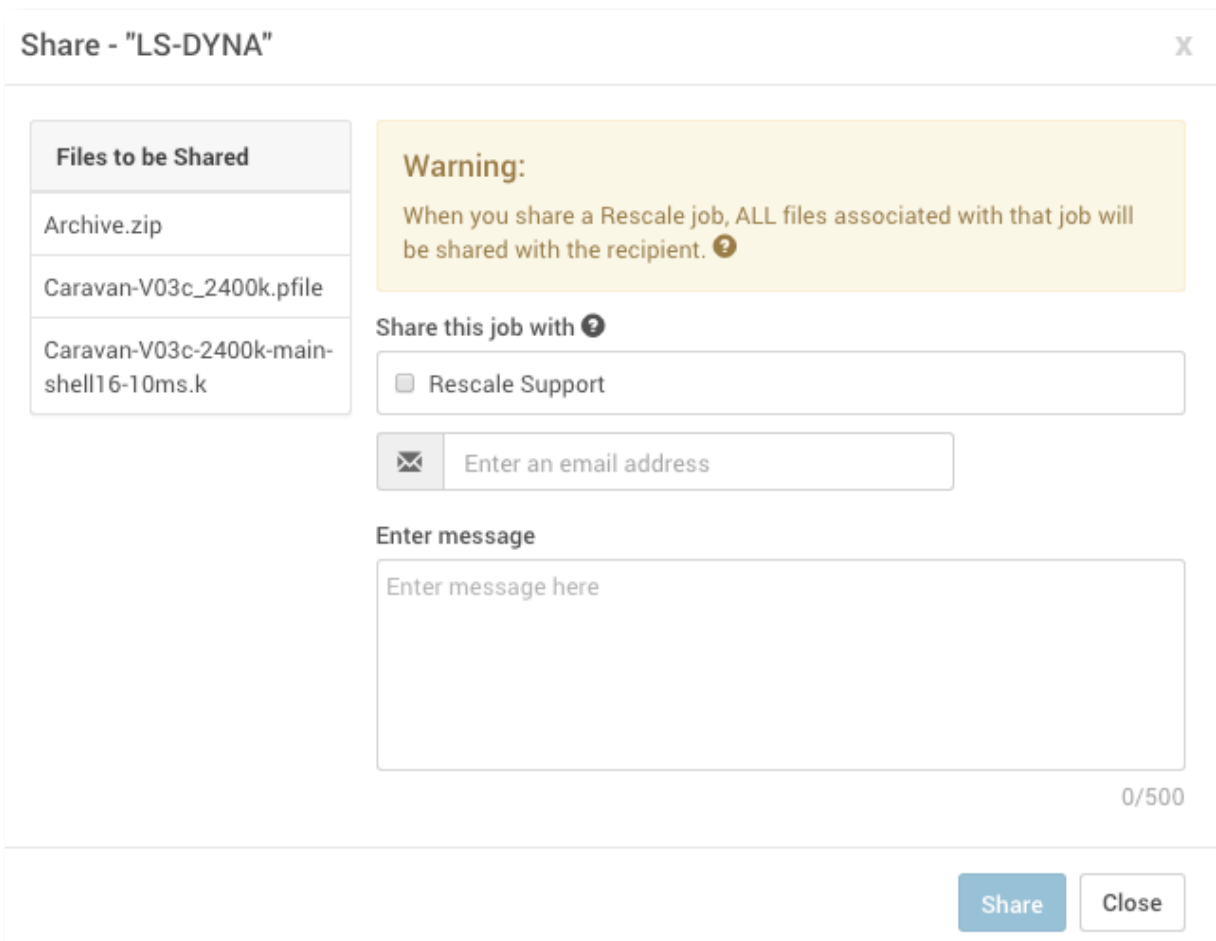 Share - "LS-DYNA"
x
Files to be Shared
Archive.zip
Caravan-V03c_2400k.pfile
Caravan-V03c-2400k-main-
shell16-10ms.k
Warning:
When you share a Rescale job, ALL files associated with that job will
be shared with the recipient. ?
Share this job with ?
Rescale Support
Enter an email address
Enter message
Enter message here
0/500
Share
Close